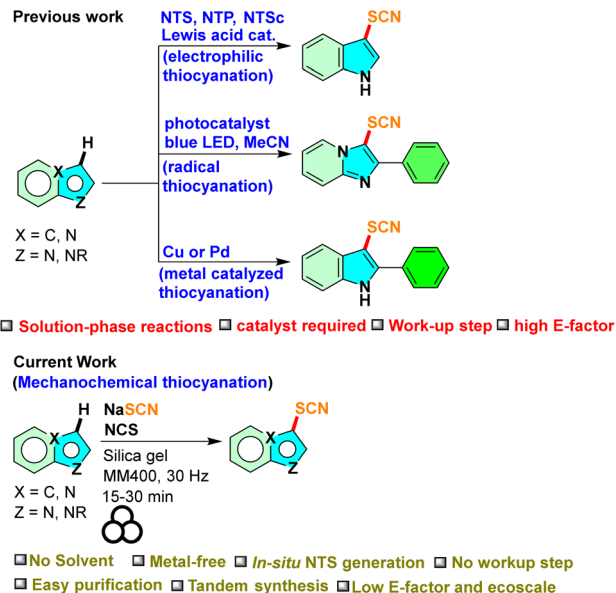 Previous work
NTS, NTP, NTSc
Lewis acid cat.
(electrophilic
thiocyanation)
SCN
N
H
photocatalyst
blue LED, MeCN
(radical
thiocyanation)
SCN
N
N
H
X
Z
X = C, N
Z = N, NR
Cu or Pd
(metal catalyzed
thiocyanation)
SCN
N
H
Solution-phase reactions catalyst required Work-up step high E-factor
Current Work
(Mechanochemical thiocyanation)
H
X
Z
X = C, N
Z = N, NR
NaSCN
NCS
Silica gel
MM400, 30 Hz
15-30 min
SCN
X
Z
No Solvent Metal-free In-situ NTS generation No workup step
Easy purification Tandem synthesis Low E-factor and ecoscale